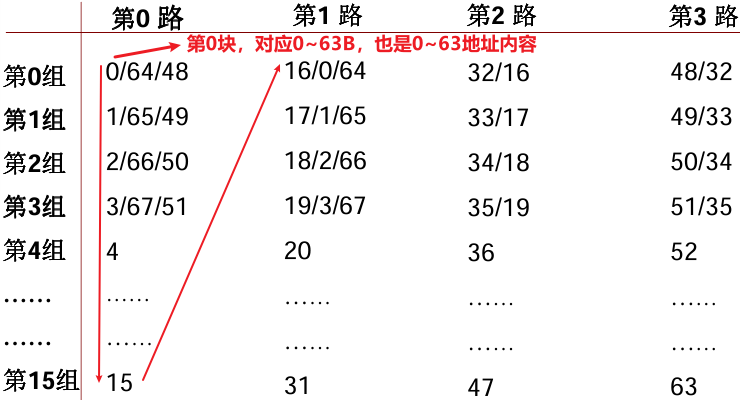 第0 路 第1 路 第2 路 第3 路
第0块，对应0~63B，也是0~63地址内容
第0组 0/64/48 16/0/64 32/16 48/32
第1组 1/65/49 17/1/65 33/17 49/33
第2组 2/66/50 18/2/66 34/18 50/34
第3组 3/67/51 19/3/67 35/19 51/35
第4组 4 20 36 52
…… …… …… …… ……
…… …… …… …… ……
第15组 15 31 47 63